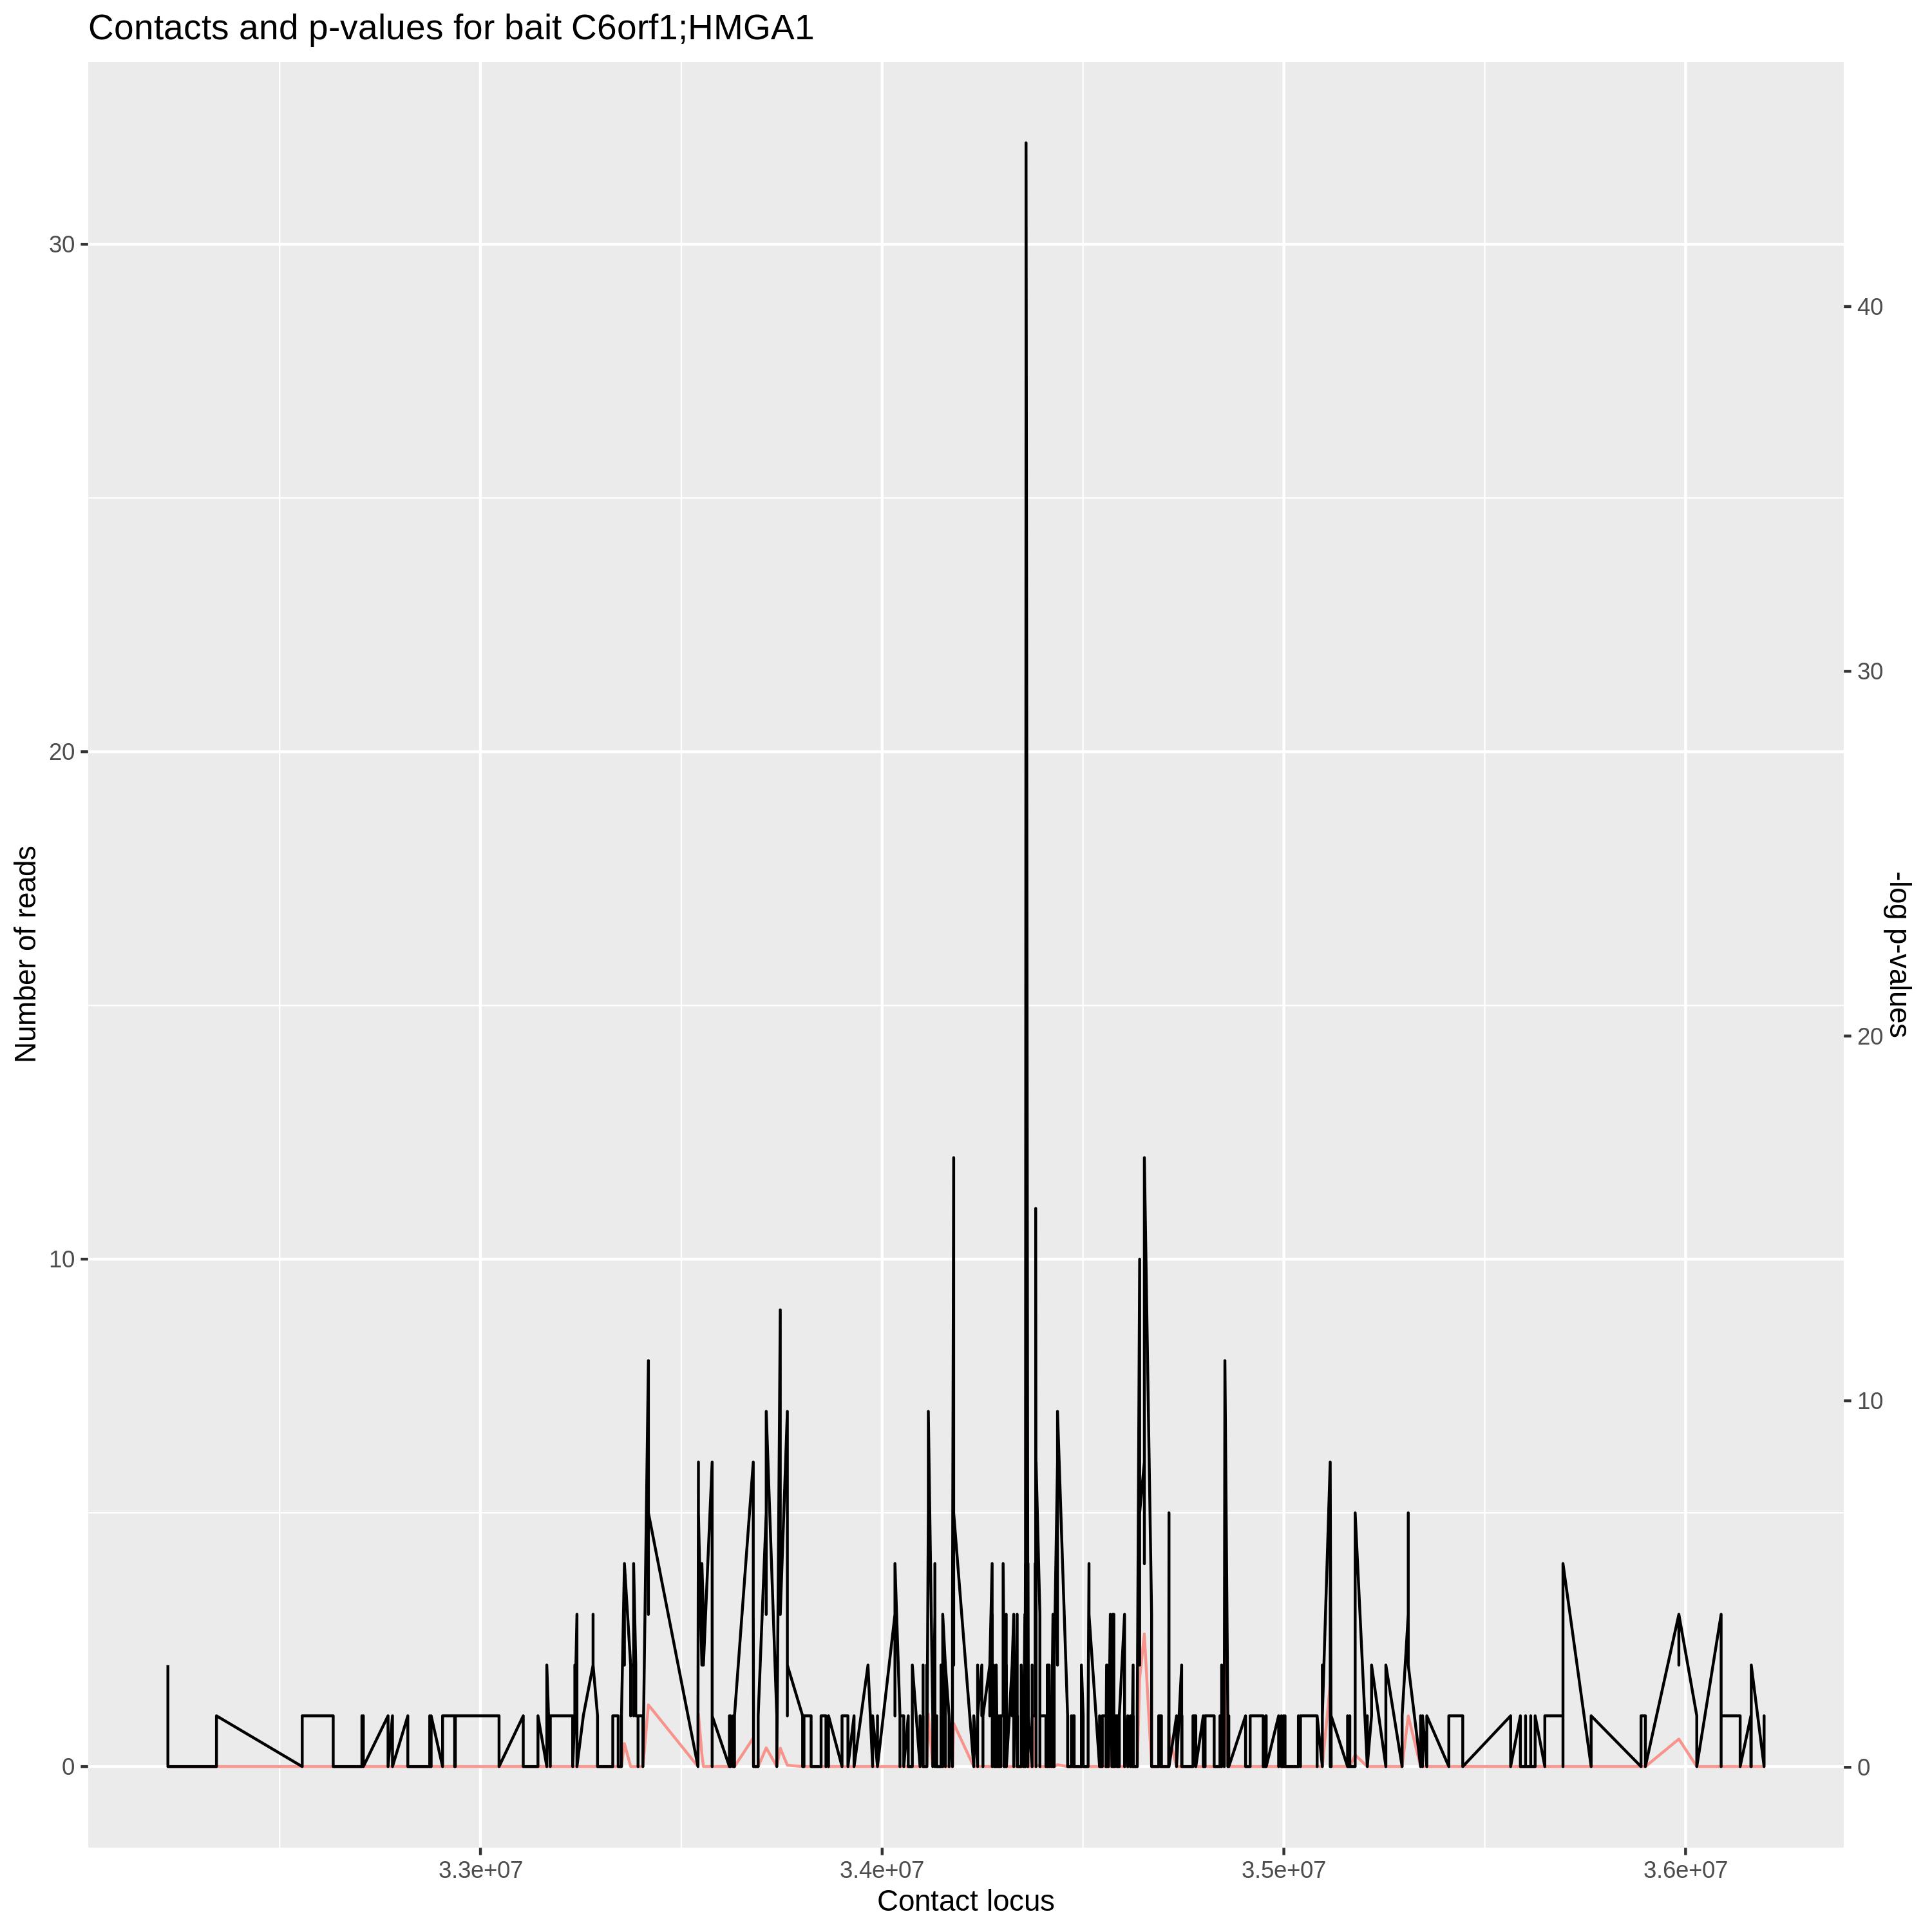 Contacts and p-values for bait C6orf1;HMGA1
30
20
10
0
Number of reads
40
30
20
10
0
-log p-values
3.3e+07
3.4e+07
3.5e+07
3.6e+07
Contact locus